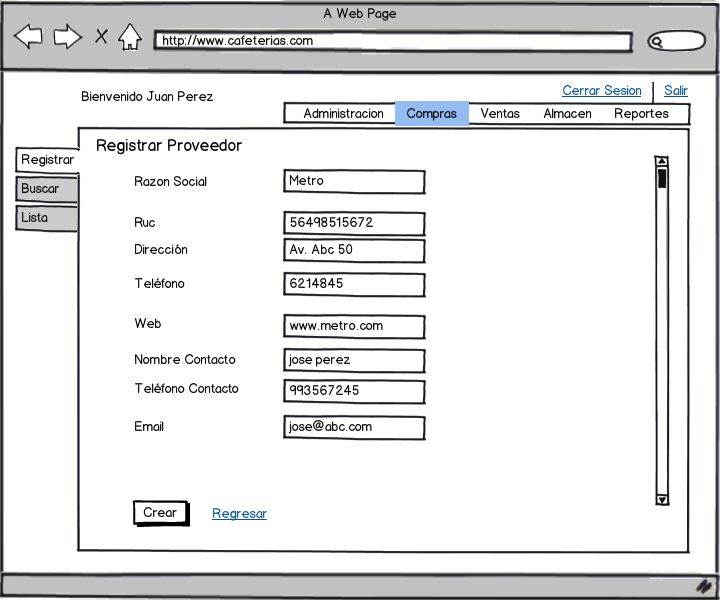 A Web Page
http://www.cafeterias.com
Cerrar Sesion Salir
Bienvenido Juan Perez
Administracion Compras Ventas Almacen Reportes
Registrar
Buscar
Lista
Registrar Proveedor
Razon Social Metro
Ruc 56498515672
Dirección Av. Abc 50
Teléfono 6214845
Web www.metro.com
Nombre Contacto jose perez
Teléfono Contacto 993567245
Email jose@abc.com
Crear Regresar